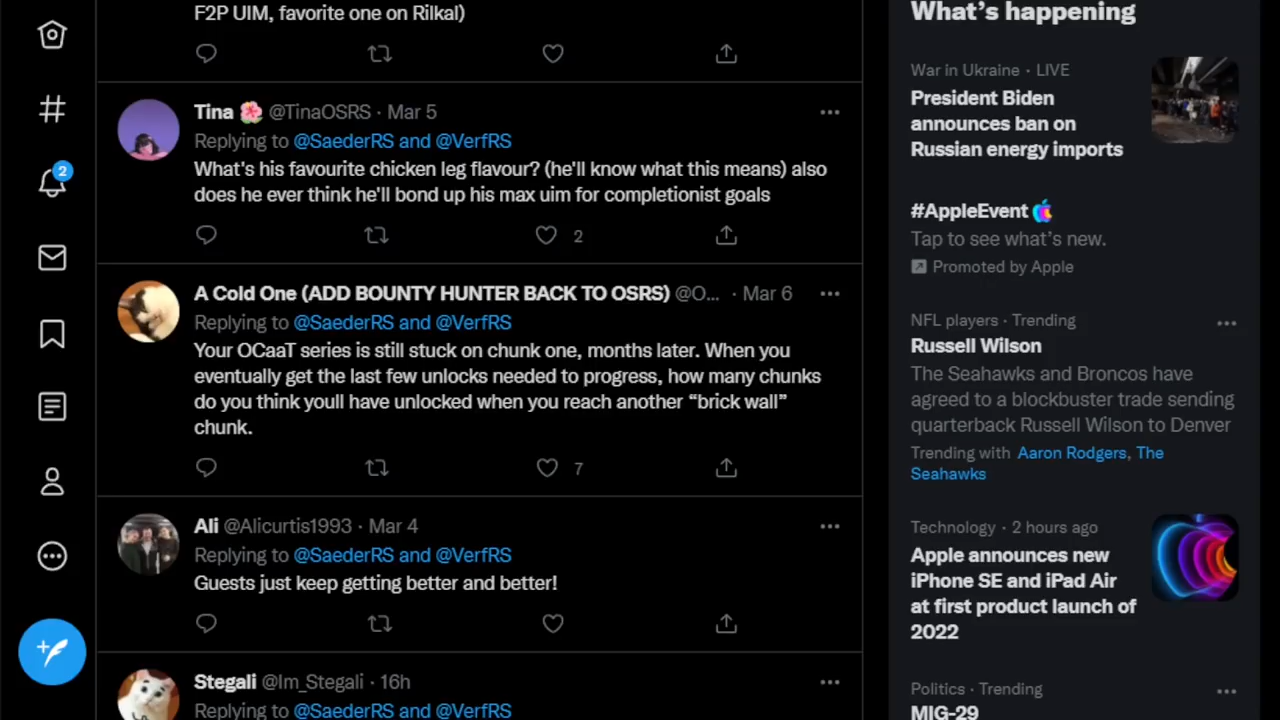 F2P UIM, favorite one on Rilkal)
Tina 🌸 @TinaOSRS · Mar 5
Replying to @SaederRS and @VerfRS
What's his favourite chicken leg flavour? (he'll know what this means) also
does he ever think he'll bond up his max uim for completionist goals
2
A Cold One (ADD BOUNTY HUNTER BACK TO OSRS) @O... · Mar 6
Replying to @SaederRS and @VerfRS
Your OCaaT series is still stuck on chunk one, months later. When you
eventually get the last few unlocks needed to progress, how many chunks
do you think youll have unlocked when you reach another “brick wall”
chunk.
7
Ali @Alicurtis1993 · Mar 4
Replying to @SaederRS and @VerfRS
Guests just keep getting better and better!
Stegali @Im_Stegali · 16h
Replying to @SaederRS and @VerfRS
2
What's happening
War in Ukraine · LIVE
President Biden
announces ban on
Russian energy imports
#AppleEvent
Tap to see what's new.
Promoted by Apple
NFL players · Trending
Russell Wilson
The Seahawks and Broncos have
agreed to a blockbuster trade sending
quarterback Russell Wilson to Denver
Trending with Aaron Rodgers, The
Seahawks
Technology · 2 hours ago
Apple announces new
iPhone SE and iPad Air
at first product launch of
2022
Politics · Trending
MIG-29